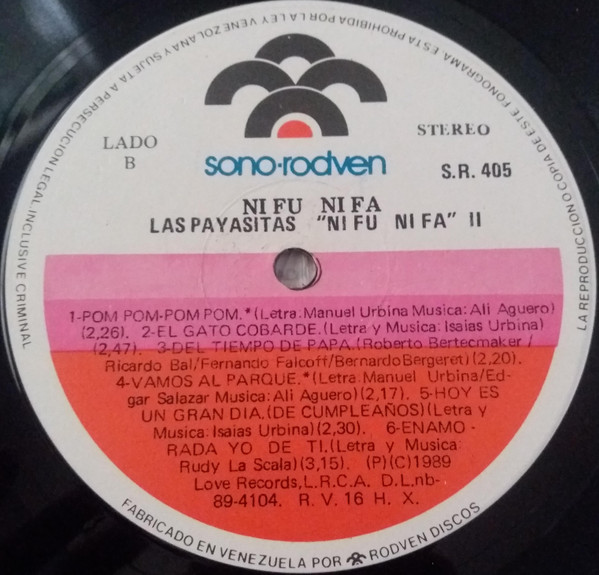 LA REPRODUCCION O COPIA DE ESTE FONOGRAMA ESTA PROHIBIDA POR LA LEY VENEZOLANA Y SUJETA A PERSECUCION LEGAL, INCLUSIVE CRIMINAL
LADO
B
STEREO
sono·rodven
S.R. 405
NI FU NI FA
LAS PAYASITAS "NI FU NI FA" II
1-POM POM-POM POM.*(Letra:Manuel Urbina Musica: Ali Aguero)
(2,26). 2-EL GATO COBARDE.(Letra y Musica: Isaias Urbina)
(2,47). 3-DEL TIEMPO DE PAPA.(Roberto Bertecmaker/
Ricardo Bal/Fernando Falcoff/Bernardo Bergeret)(2,20).
4-VAMOS AL PARQUE.*(Letra:Manuel Urbina/Ed-
gar Salazar Musica: Ali Aguero)(2,17). 5-HOY ES
UN GRAN DIA.(DE CUMPLEAÑOS)(Letra y
Musica: Isaias Urbina)(2,30). 6-ENAMO-
RADA YO DE TI.(Letra y Musica:
Rudy La Scala)(3,15). (P)(C)1989
Love Records, L.R.C.A. D.L.nb-
89-4104. R. V. 16 H. X.
FABRICADO EN VENEZUELA POR RODVEN DISCOS